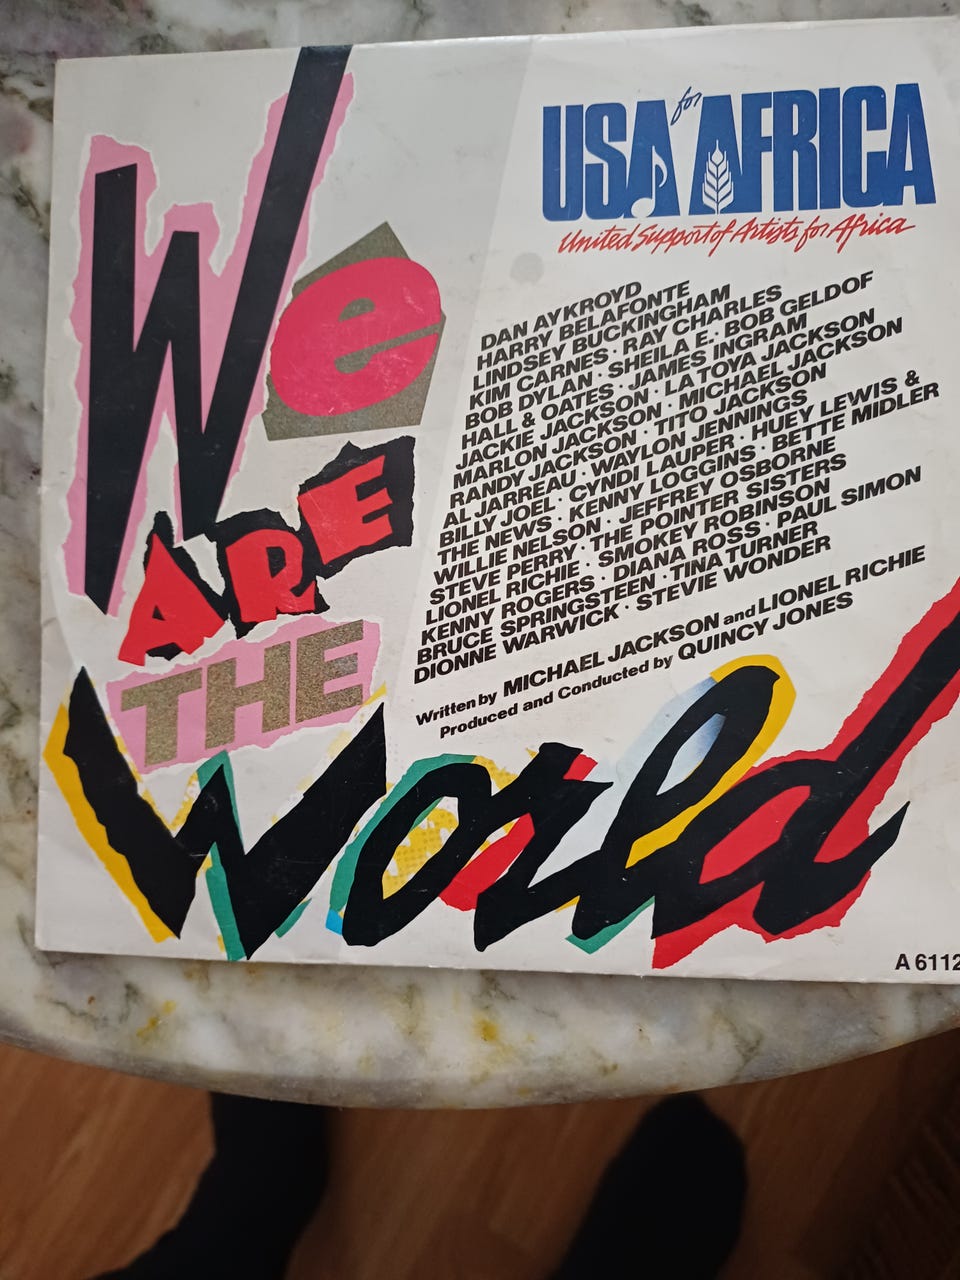 We
ARE
THE
World
USA for AFRICA
United Support of Artists for Africa
DAN AYKROYD
HARRY BELAFONTE
LINDSEY BUCKINGHAM
KIM CARNES · RAY CHARLES
BOB DYLAN · SHEILA E. · BOB GELDOF
HALL & OATES · JAMES INGRAM
JACKIE JACKSON · LA TOYA JACKSON
MARLON JACKSON · MICHAEL JACKSON
RANDY JACKSON · TITO JACKSON
AL JARREAU · WAYLON JENNINGS
BILLY JOEL · CYNDI LAUPER · HUEY LEWIS &
THE NEWS · KENNY LOGGINS · BETTE MIDLER
WILLIE NELSON · JEFFREY OSBORNE
STEVE PERRY · THE POINTER SISTERS
LIONEL RICHIE · SMOKEY ROBINSON
KENNY ROGERS · DIANA ROSS · PAUL SIMON
BRUCE SPRINGSTEEN · TINA TURNER
DIONNE WARWICK · STEVIE WONDER
Written by MICHAEL JACKSON and LIONEL RICHIE
Produced and Conducted by QUINCY JONES
A 6112